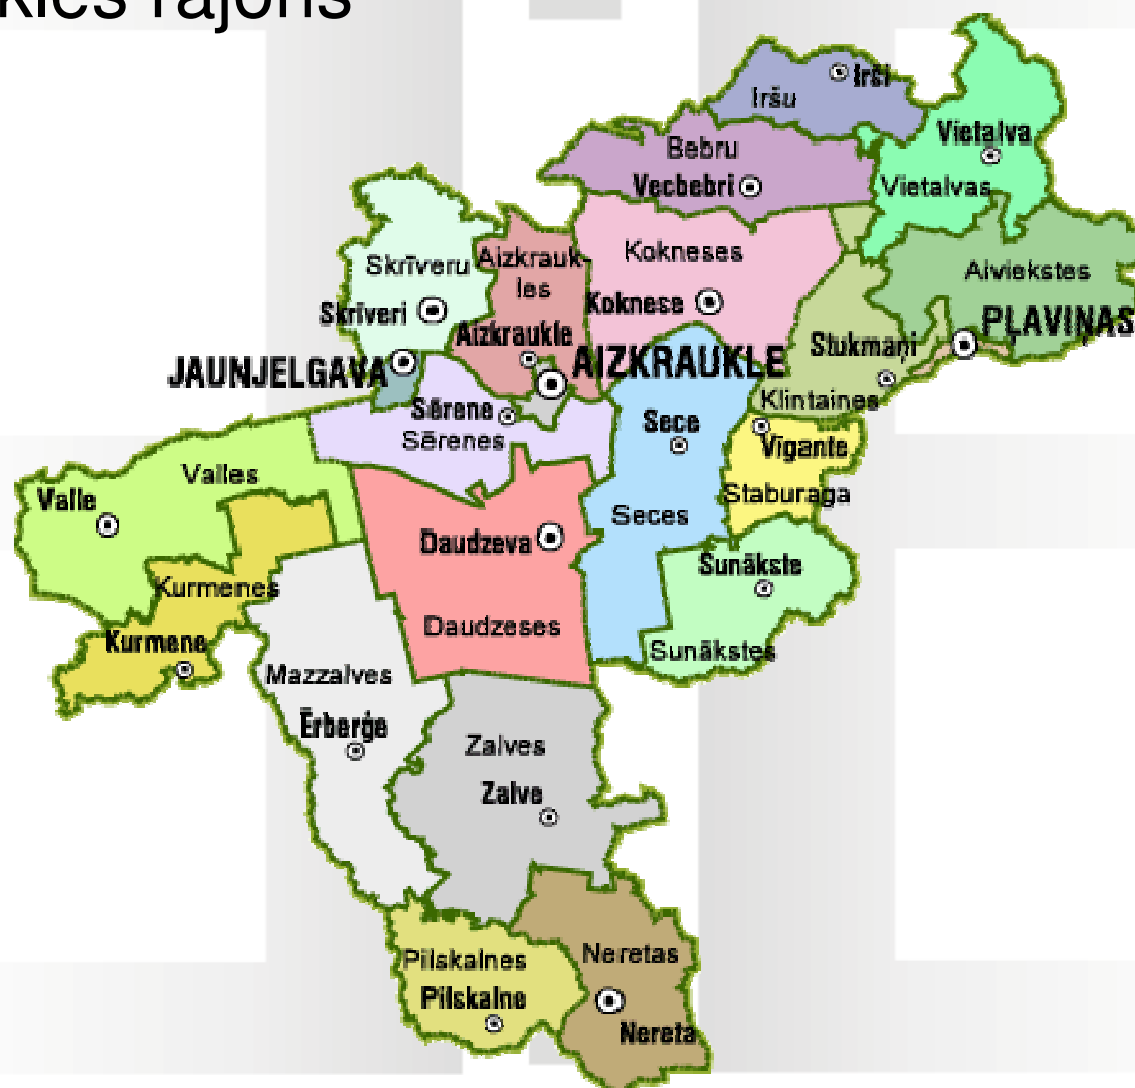 kles rajons
Irši
Iršu
Vietalva
Bebru
Vecbebri
Vietalvas
Kokneses
Skrīveru
Aizkrauk-
les
Aiviekstes
Koknese
Skrīveri
Aizkraukle
PĻAVIŅAS
Stukmaņi
JAUNJELGAVA
AIZKRAUKLE
Klintaines
Sērene
Sērenes
Sece
Vīgante
Valles
Valle
Staburaga
Seces
Daudzeva
Sunākste
Kurmenes
Daudzeses
Kurmene
Sunākstes
Mazzalves
Ērberģe
Zalves
Zalve
Neretas
Pilskalnes
Pilskalne
Nereta